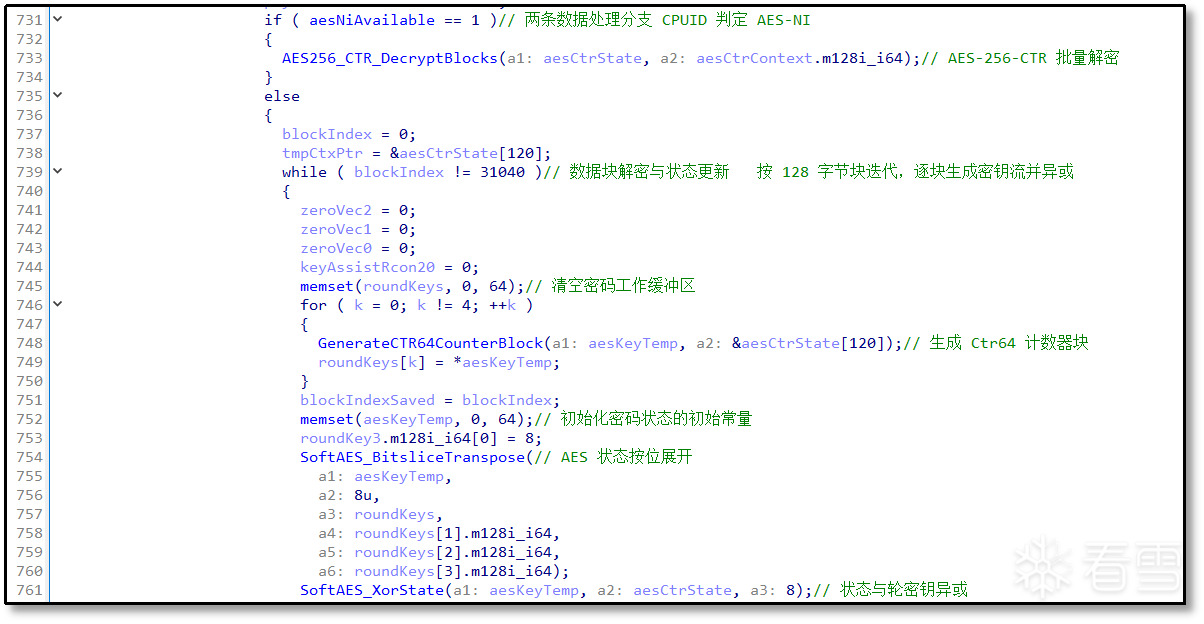 731 if ( aesNiAvailable == 1 )// 两条数据处理分支 CPUID 判定 AES-NI
732 {
733 AES256_CTR_DecryptBlocks(a1: aesCtrState, a2: aesCtrContext.m128i_i64);// AES-256-CTR 批量解密
734 }
735 else
736 {
737 blockIndex = 0;
738 tmpCtxPtr = &aesCtrState[120];
739 while ( blockIndex != 31040 )// 数据块解密与状态更新 按 128 字节块迭代，逐块生成密钥流并异或
740 {
741 zeroVec2 = 0;
742 zeroVec1 = 0;
743 zeroVec0 = 0;
744 keyAssistRcon20 = 0;
745 memset(roundKeys, 0, 64);// 清空密码工作缓冲区
746 for ( k = 0; k != 4; ++k )
747 {
748 GenerateCTR64CounterBlock(a1: aesKeyTemp, a2: &aesCtrState[120]);// 生成 Ctr64 计数器块
749 roundKeys[k] = *aesKeyTemp;
750 }
751 blockIndexSaved = blockIndex;
752 memset(aesKeyTemp, 0, 64);// 初始化密码状态的初始常量
753 roundKey3.m128i_i64[0] = 8;
754 SoftAES_BitsliceTranspose(// AES 状态按位展开
755 a1: aesKeyTemp,
756 a2: 8u,
757 a3: roundKeys,
758 a4: roundKeys[1].m128i_i64,
759 a5: roundKeys[2].m128i_i64,
760 a6: roundKeys[3].m128i_i64);
761 SoftAES_XorState(a1: aesKeyTemp, a2: aesCtrState, a3: 8);// 状态与轮密钥异或
看雪